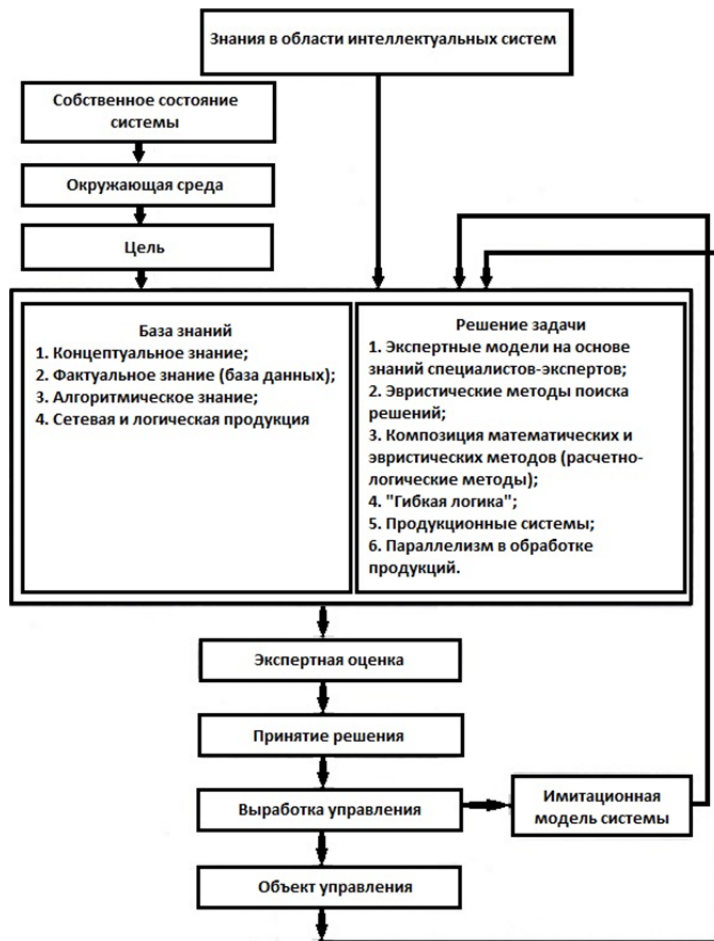 Знания в области интеллектуальных систем
Собственное состояние
системы
Окружающая среда
Цель
База знаний
1. Концептуальное знание;
2. Фактуальное знание (база данных);
3. Алгоритмическое знание;
4. Сетевая и логическая продукция
Решение задачи
1. Экспертные модели на основе
знаний специалистов-экспертов;
2. Эвристические методы поиска
решений;
3. Композиция математических и
эвристических методов (расчетно-
логические методы);
4. "Гибкая логика";
5. Продукционные системы;
6. Параллелизм в обработке
продукций.
Экспертная оценка
Принятие решения
Выработка управления
Имитационная
модель системы
Объект управления